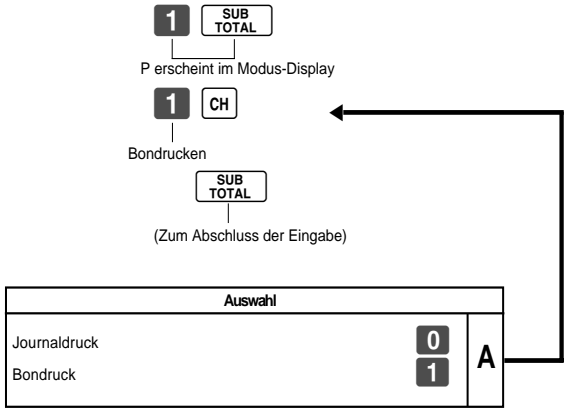 1 SUB TOTAL
P erscheint im Modus-Display
1 CH
Bondrucken
SUB TOTAL
(Zum Abschluss der Eingabe)
Auswahl
Journaldruck 0
Bondruck 1
A